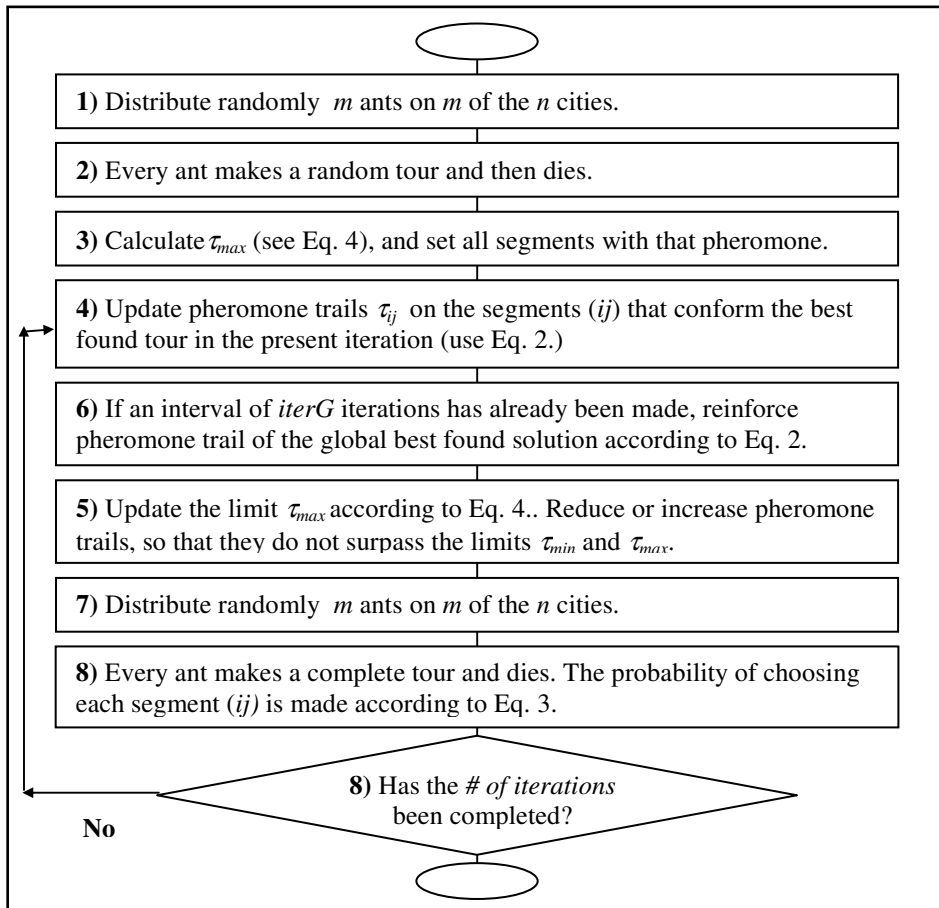 1) Distribute randomly m ants on m of the n cities.
2) Every ant makes a random tour and then dies.
3) Calculate τmax (see Eq. 4), and set all segments with that pheromone.
4) Update pheromone trails τij on the segments (ij) that conform the best
found tour in the present iteration (use Eq. 2.)
6) If an interval of iterG iterations has already been made, reinforce
pheromone trail of the global best found solution according to Eq. 2.
5) Update the limit τmax according to Eq. 4.. Reduce or increase pheromone
trails, so that they do not surpass the limits τmin and τmax.
7) Distribute randomly m ants on m of the n cities.
8) Every ant makes a complete tour and dies. The probability of choosing
each segment (ij) is made according to Eq. 3.
8) Has the # of iterations
been completed?
No